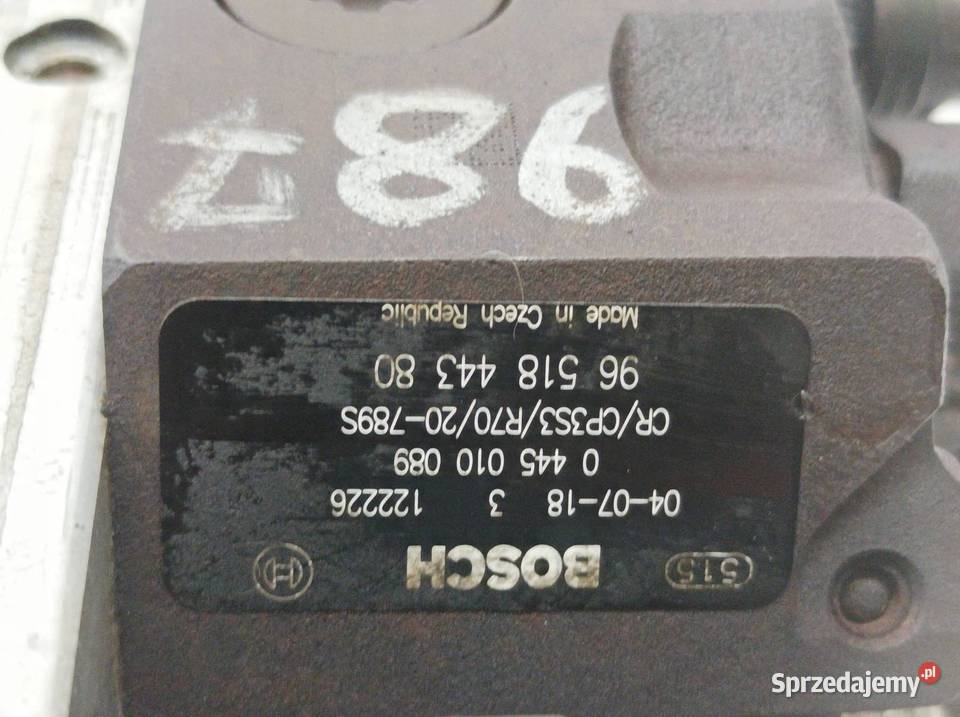 515 BOSCH
04-07-18 3 122226
0 445 010 089
CR/CP3S3/R70/20-789S
96 518 443 80
Made in Czech Republic
987
Sprzedajemy.pl